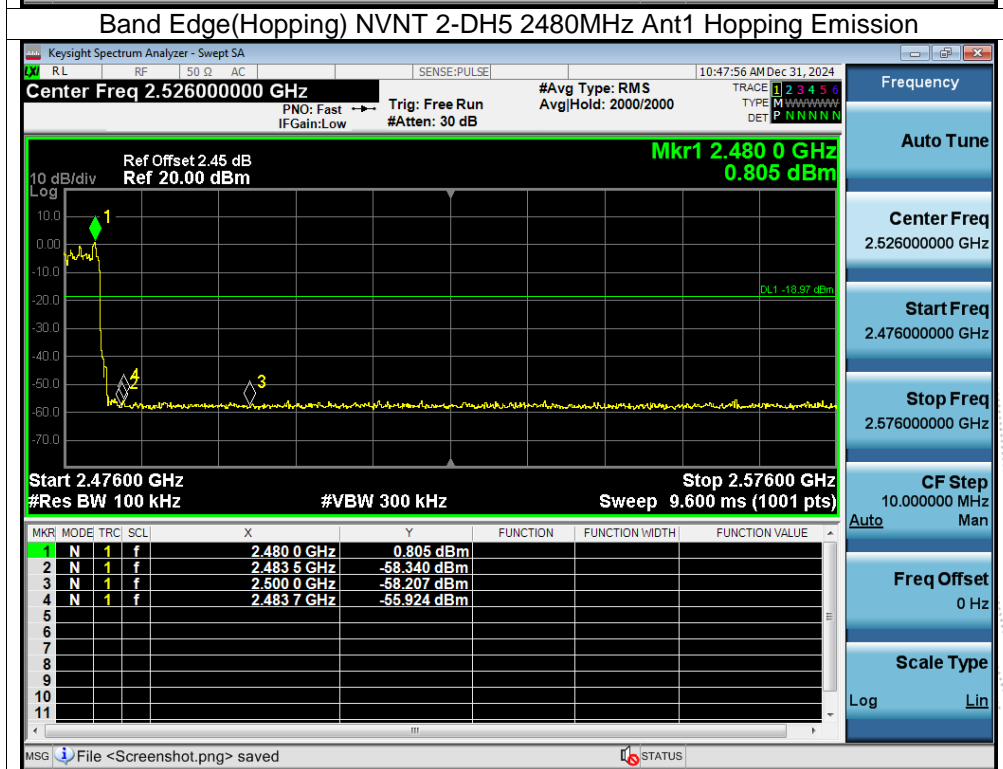 Band Edge(Hopping) NVNT 2-DH5 2480MHz Ant1 Hopping Emission
Keysight Spectrum Analyzer - Swept SA
LXI RL RF 50 Ω AC SENSE:PULSE 10:47:56 AM Dec 31, 2024
Center Freq 2.526000000 GHz #Avg Type: RMS TRACE 1 2 3 4 5 6
PNO: Fast Trig: Free Run Avg|Hold: 2000/2000 TYPE M WWWWW
IFGain:Low #Atten: 30 dB DET P N N N N N
Frequency
Auto Tune
Center Freq
2.526000000 GHz
Start Freq
2.476000000 GHz
Stop Freq
2.576000000 GHz
CF Step
10.000000 MHz
Auto Man
Freq Offset
0 Hz
Scale Type
Log Lin
Mkr1 2.480 0 GHz
0.805 dBm
Ref Offset 2.45 dB
10 dB/div Ref 20.00 dBm
Log
10.0
0.00
-10.0
-20.0
-30.0
-40.0
-50.0
-60.0
-70.0
1
DL1 -18.97 dBm
4
2
3
Start 2.47600 GHz Stop 2.57600 GHz
#Res BW 100 kHz #VBW 300 kHz Sweep 9.600 ms (1001 pts)
MKR MODE TRC SCL X Y FUNCTION FUNCTION WIDTH FUNCTION VALUE
1 N 1 f 2.480 0 GHz 0.805 dBm
2 N 1 f 2.483 5 GHz -58.340 dBm
3 N 1 f 2.500 0 GHz -58.207 dBm
4 N 1 f 2.483 7 GHz -55.924 dBm
5
6
7
8
9
10
11
MSG File <Screenshot.png> saved STATUS